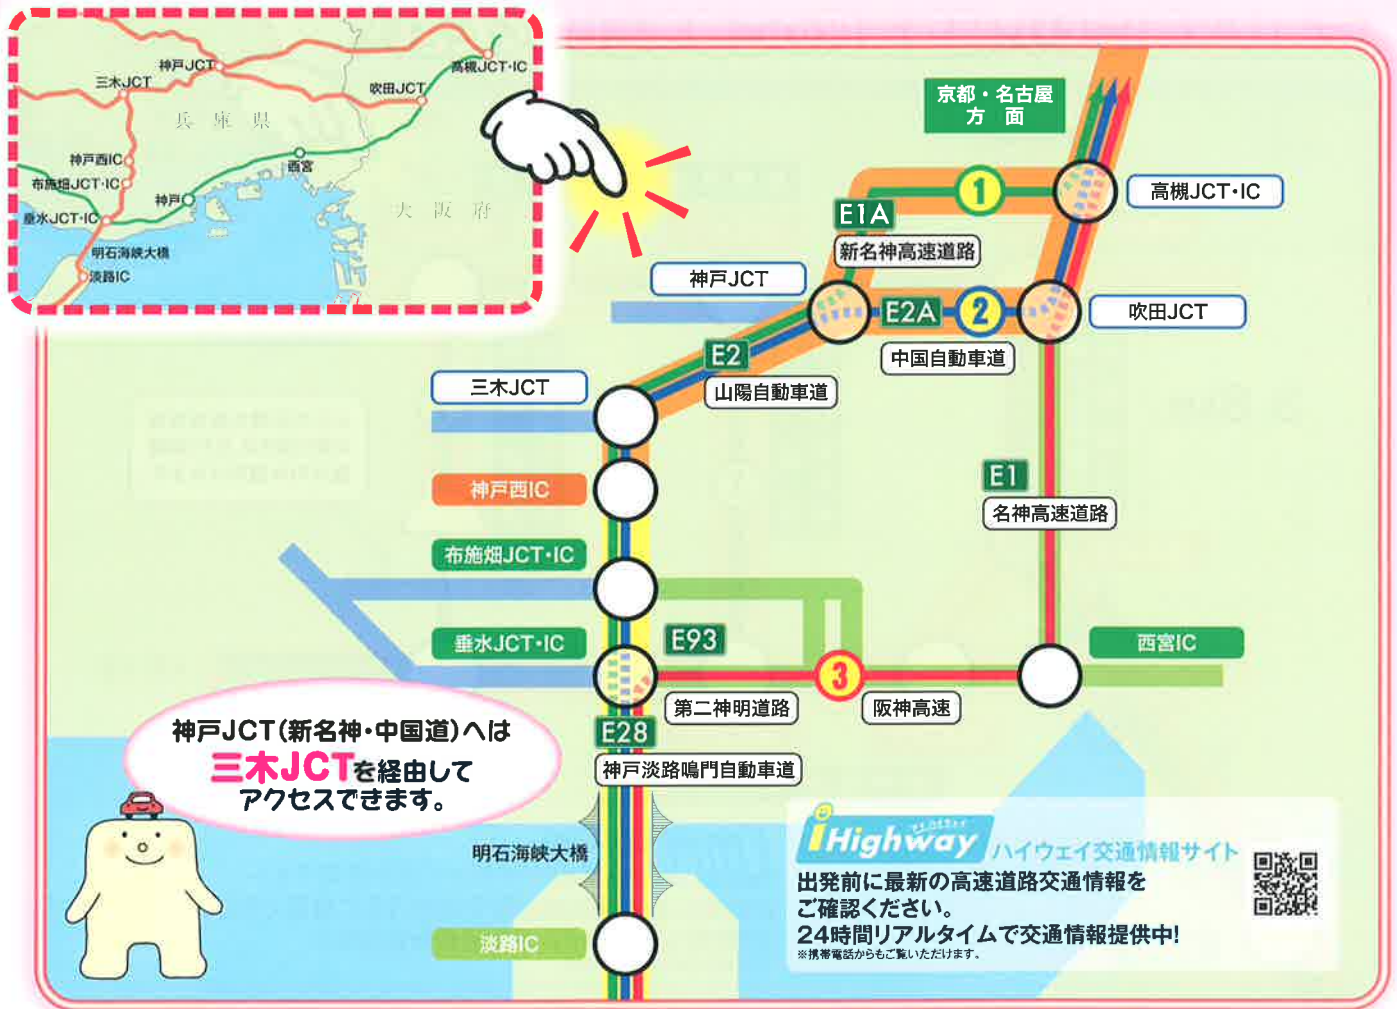 神戸JCT
高槻JCT・IC
三木JCT
吹田JCT
兵庫県
神戸西IC
西宮
布施畑JCT・IC
神戸
大阪府
垂水JCT・IC
明石海峡大橋
淡路IC
京都・名古屋
方面
1
高槻JCT・IC
E1A
新名神高速道路
神戸JCT
E2A
2
吹田JCT
中国自動車道
E2
山陽自動車道
三木JCT
神戸西IC
E1
名神高速道路
布施畑JCT・IC
垂水JCT・IC
E93
西宮IC
3
第二神明道路
阪神高速
E28
神戸淡路鳴門自動車道
神戸JCT(新名神・中国道)へは
三木JCTを経由して
アクセスできます。
明石海峡大橋
淡路IC
iHighway
ハイウェイ交通情報サイト
出発前に最新の高速道路交通情報を
ご確認ください。
24時間リアルタイムで交通情報提供中!
※携帯電話からもご覧いただけます。